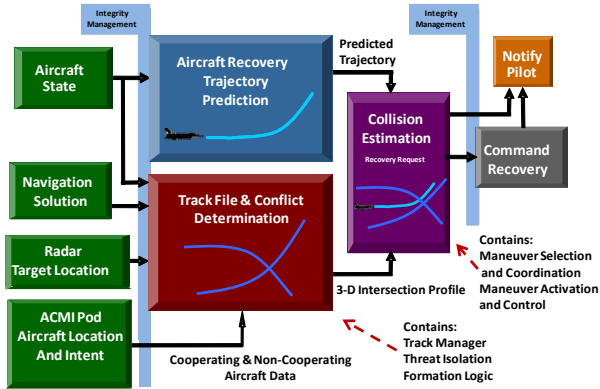 Integrity
Management
Integrity
Management
Aircraft
State
Aircraft Recovery
Trajectory
Prediction
Predicted
Trajectory
Notify
Pilot
Collision
Estimation
Recovery Request
Command
Recovery
Navigation
Solution
Track File & Conflict
Determination
Radar
Target Location
Contains:
Maneuver Selection
and Coordination
Maneuver Activation
and Control
3-D Intersection Profile
ACMI Pod
Aircraft Location
And Intent
Cooperating & Non-Cooperating
Aircraft Data
Contains:
Track Manager
Threat Isolation
Formation Logic